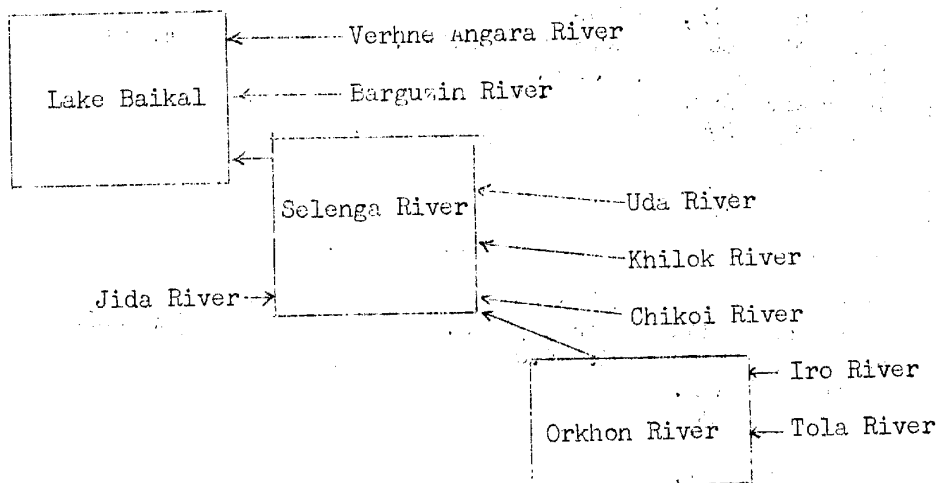 Verhne Angara River
Lake Baikal
Barguzin River
Selenga River
Uda River
Khilok River
Jida River
Chikoi River
Iro River
Orkhon River
Tola River